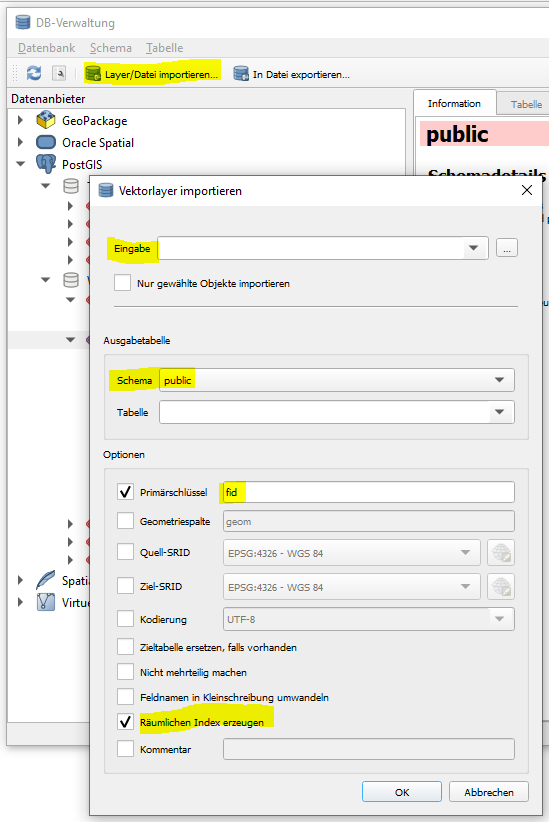 DB-Verwaltung
Datenbank Schema Tabelle
Layer/Datei importieren... In Datei exportieren...
Datenanbieter
Information Tabelle
GeoPackage
public
Oracle Spatial
PostGIS
Schemadetails
Vektorlayer importieren
Eingabe
...
Nur gewählte Objekte importieren
Ausgabetabelle
Schema public
Tabelle
Optionen
Primärschlüssel fid
Geometriespalte geom
Quell-SRID EPSG:4326 - WGS 84
Ziel-SRID EPSG:4326 - WGS 84
Kodierung UTF-8
Zieltabelle ersetzen, falls vorhanden
Nicht mehrteilig machen
Feldnamen in Kleinschreibung umwandeln
Räumlichen Index erzeugen
Kommentar
OK Abbrechen